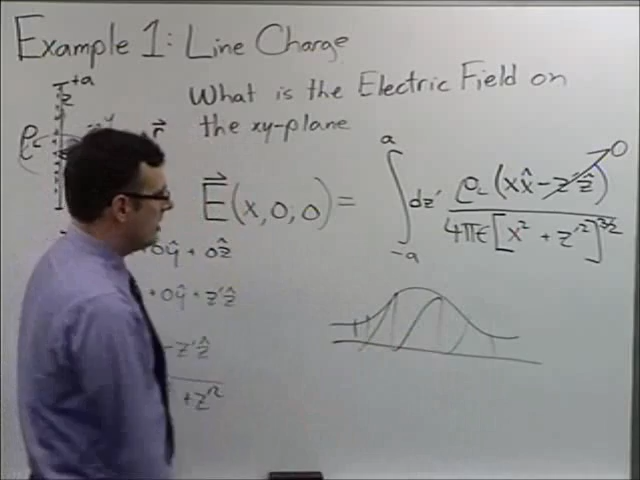 Example 1: Line Charge
+a
z
What is the Electric Field on
the xy-plane
ρL
y
r⃗
E⃗(x,0,0) = ∫_{-a}^{a} dz' ρL (xx̂ - z'ẑ) / 4πε [x² + z'²]^{3/2}
0
+0ŷ + 0ẑ
+0ŷ + z'ẑ
- z'ẑ
+ z'²